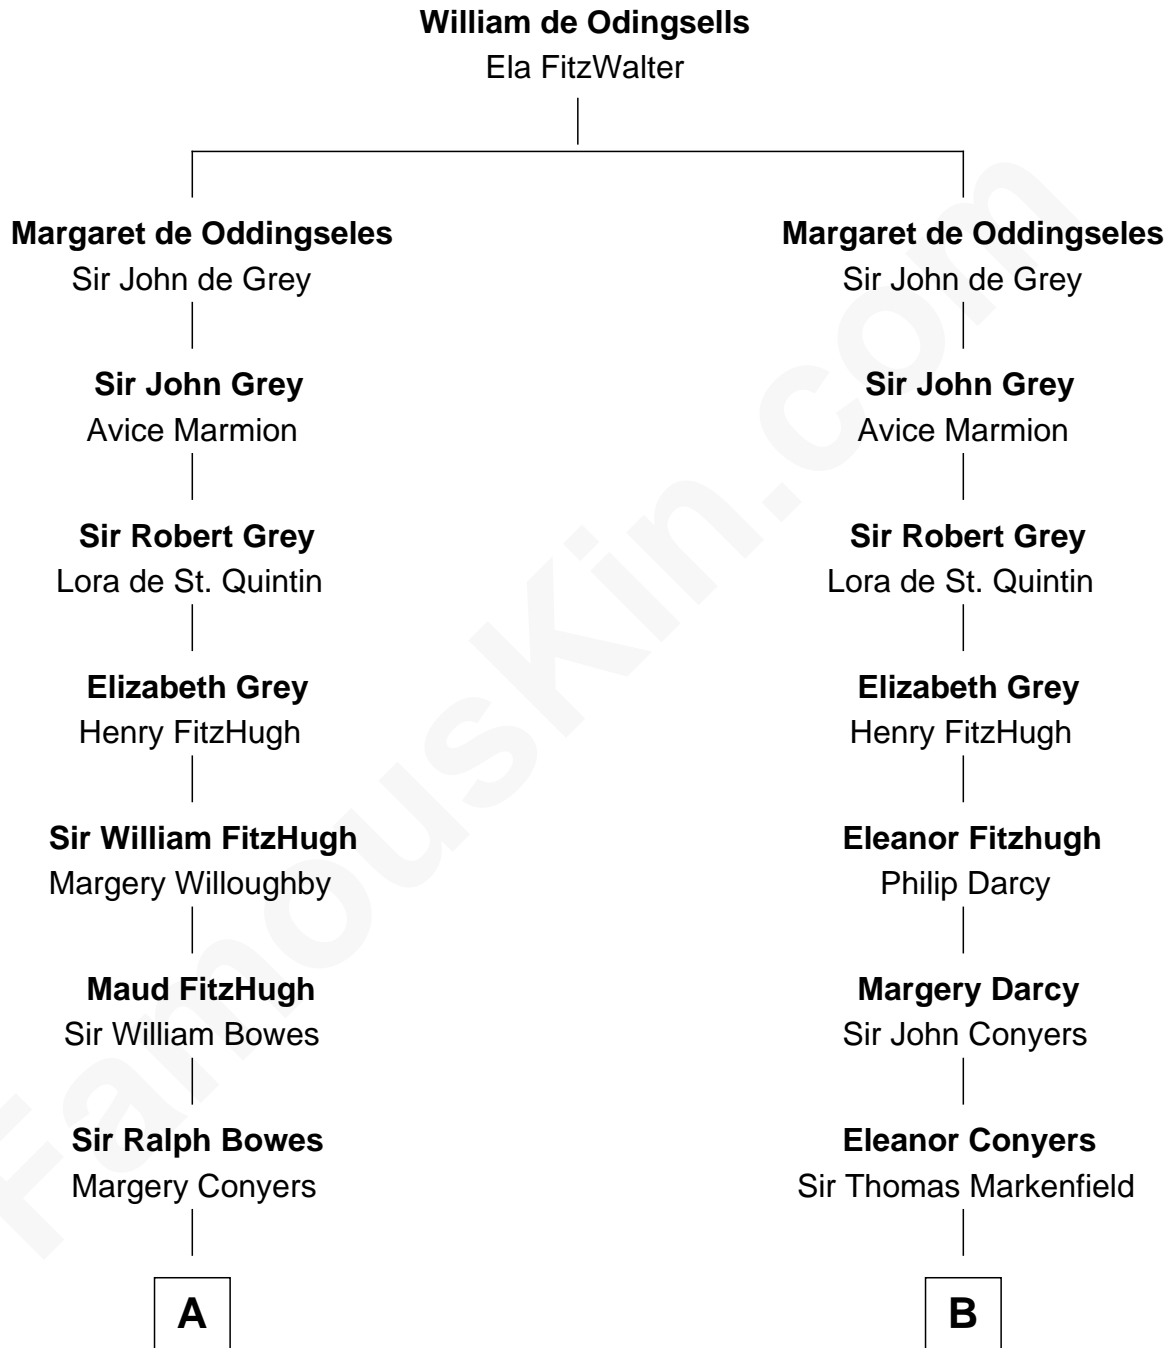 William de Odingsells
Ela FitzWalter
Margaret de Oddingseles
Sir John de Grey
Margaret de Oddingseles
Sir John de Grey
Sir John Grey
Avice Marmion
Sir John Grey
Avice Marmion
Sir Robert Grey
Lora de St. Quintin
Sir Robert Grey
Lora de St. Quintin
Elizabeth Grey
Henry FitzHugh
Elizabeth Grey
Henry FitzHugh
Sir William FitzHugh
Margery Willoughby
Eleanor Fitzhugh
Philip Darcy
Maud FitzHugh
Sir William Bowes
Margery Darcy
Sir John Conyers
Sir Ralph Bowes
Margery Conyers
Eleanor Conyers
Sir Thomas Markenfield
A
B
FamousKin.com